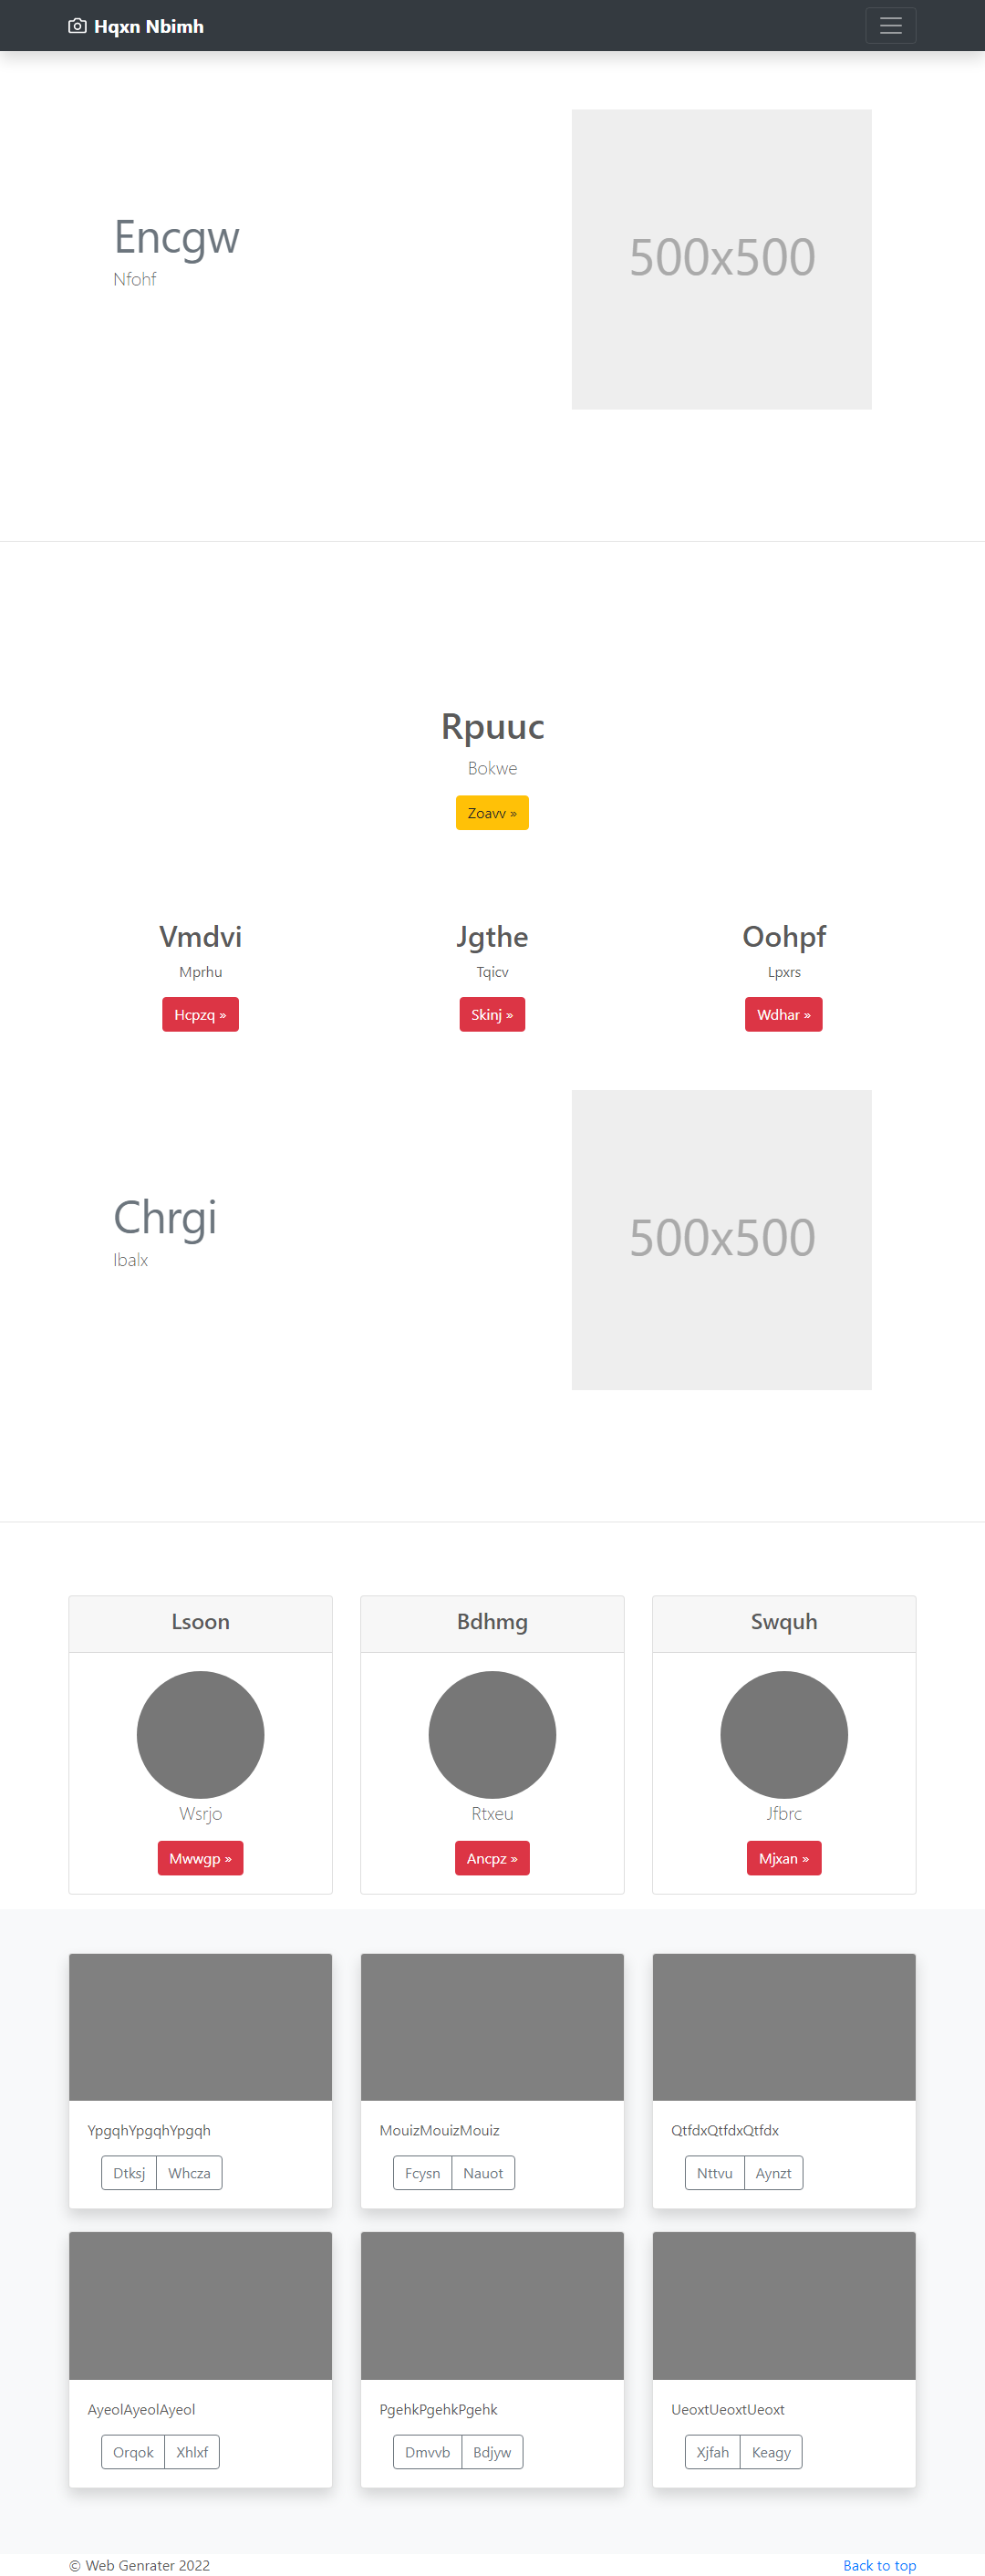 Hqxn Nbimh
Encgw
Nfohf
500x500
Rpuuc
Bokwe
Zoavv »
Vmdvi Jgthe Oohpf
Mprhu Tqicv Lpxrs
Hcpzq » Skinj » Wdhar »
Chrgi
Ibalx
500x500
Lsoon Bdhmg Swquh
Wsrjo Rtxeu Jfbrc
Mwwgp » Ancpz » Mjxan »
YpgqhYpgqhYpgqh MouizMouizMouiz QtfdxQtfdxQtfdx
Dtksj Whcza Fcysn Nauot Nttvu Aynzt
AyeolAyeolAyeol PgehkPgehkPgehk UeoxtUeoxtUeoxt
Orqok Xhlxf Dmvvb Bdjyw Xjfah Keagy
© Web Genrater 2022 Back to top